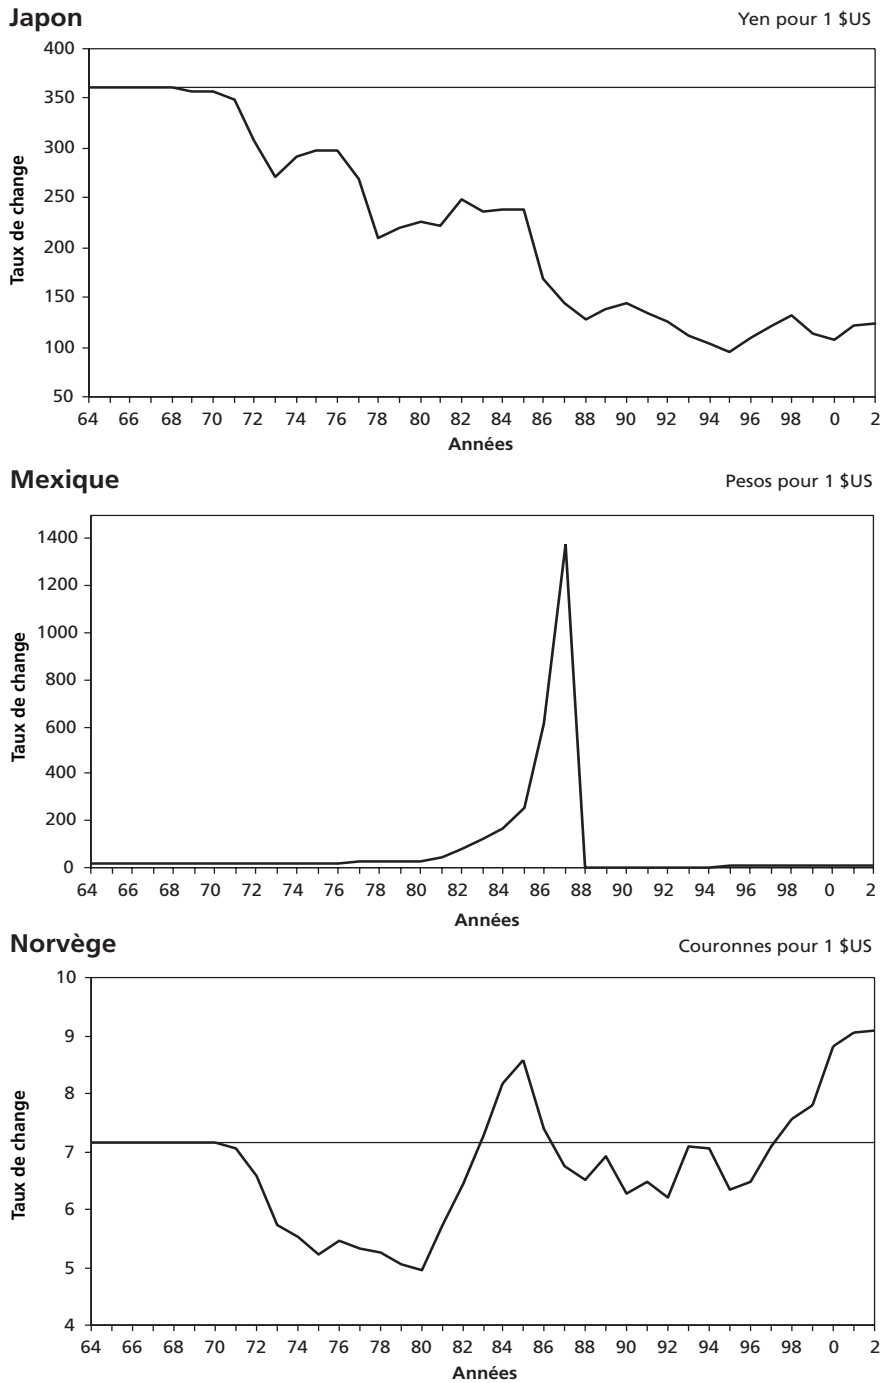 Japon
Yen pour 1 $US
400
350
300
250
200
150
100
50
Taux de change
64 66 68 70 72 74 76 78 80 82 84 86 88 90 92 94 96 98 0 2
Années
Mexique
Pesos pour 1 $US
1400
1200
1000
800
600
400
200
0
Taux de change
64 66 68 70 72 74 76 78 80 82 84 86 88 90 92 94 96 98 0 2
Années
Norvège
Couronnes pour 1 $US
10
9
8
7
6
5
4
Taux de change
64 66 68 70 72 74 76 78 80 82 84 86 88 90 92 94 96 98 0 2
Années